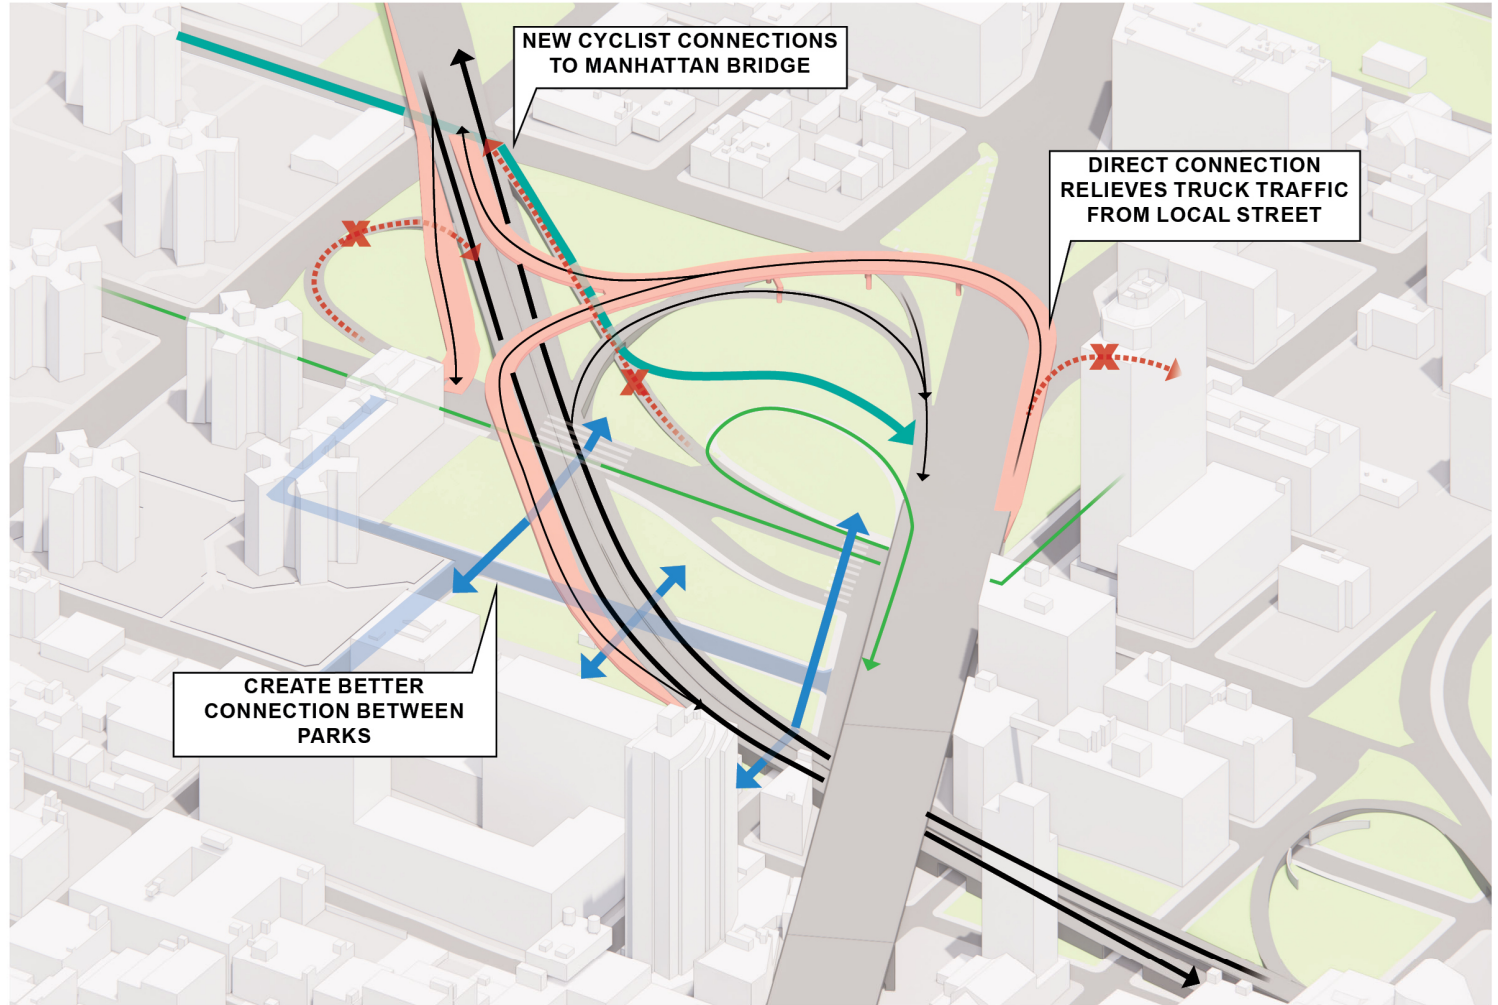 NEW CYCLIST CONNECTIONS
TO MANHATTAN BRIDGE
DIRECT CONNECTION
RELIEVES TRUCK TRAFFIC
FROM LOCAL STREET
CREATE BETTER
CONNECTION BETWEEN
PARKS